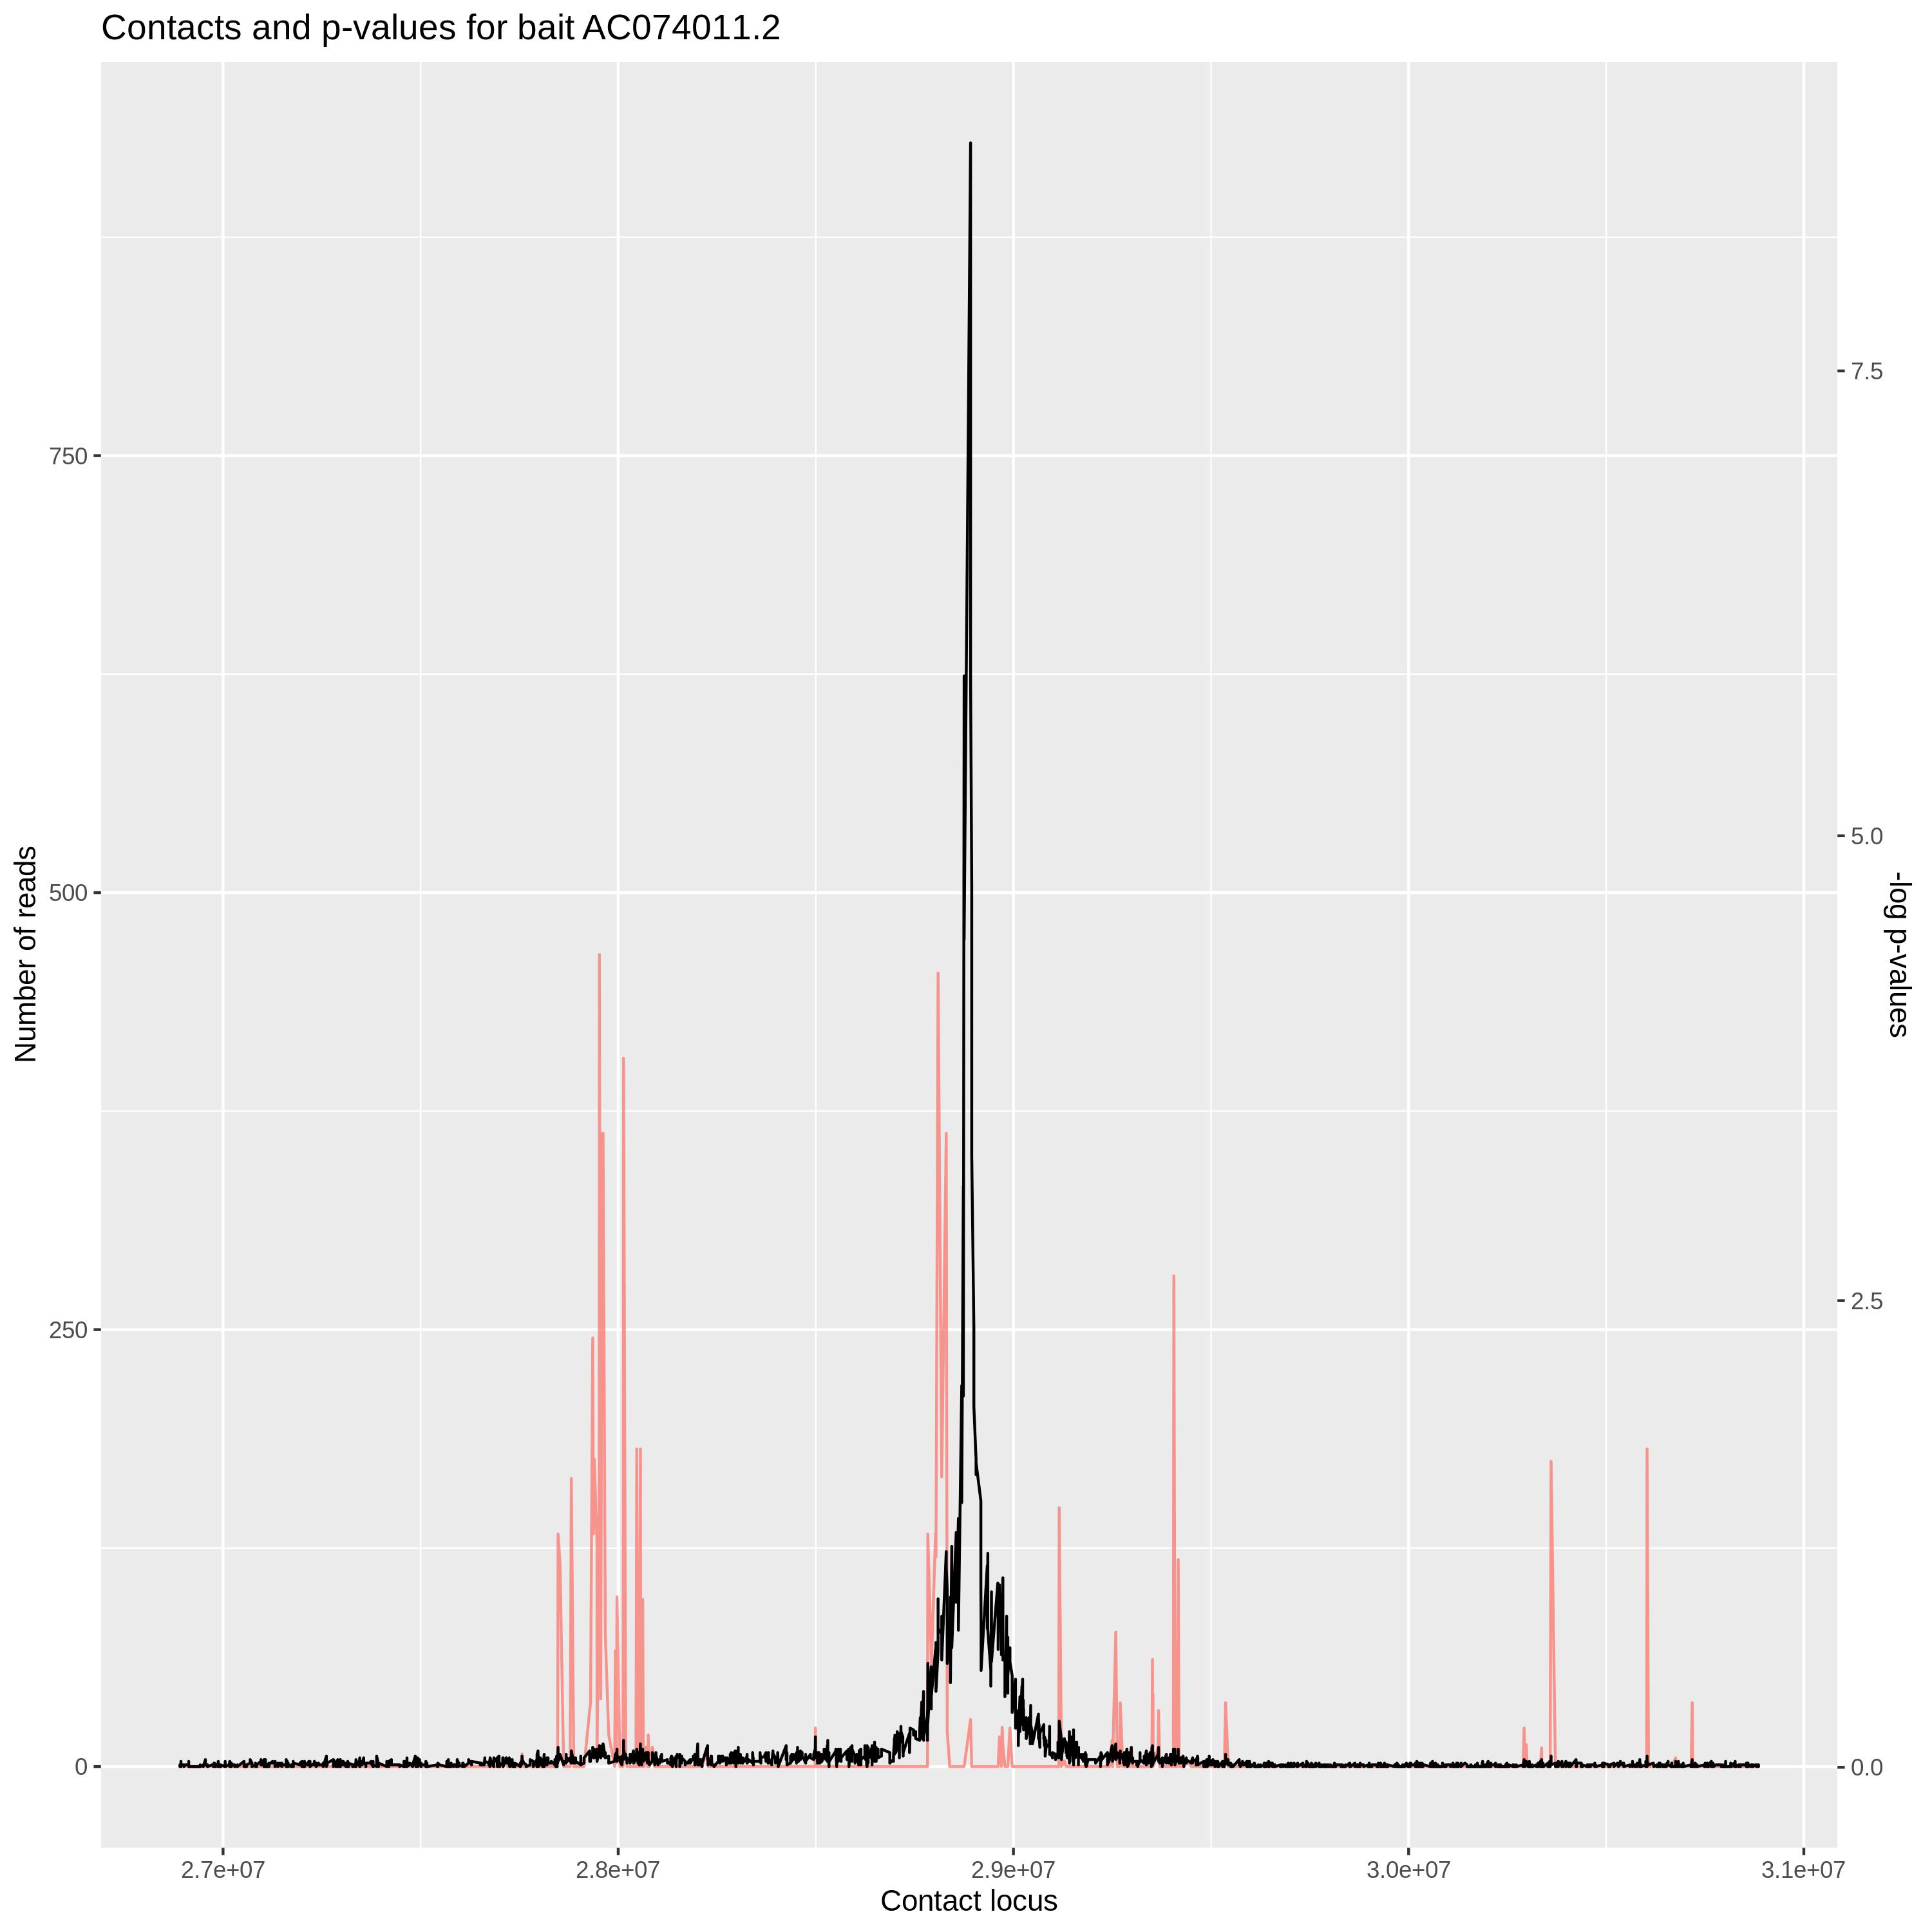 Contacts and p-values for bait AC074011.2
750
500
250
0
Number of reads
7.5
5.0
2.5
0.0
-log p-values
2.7e+07
2.8e+07
2.9e+07
3.0e+07
3.1e+07
Contact locus